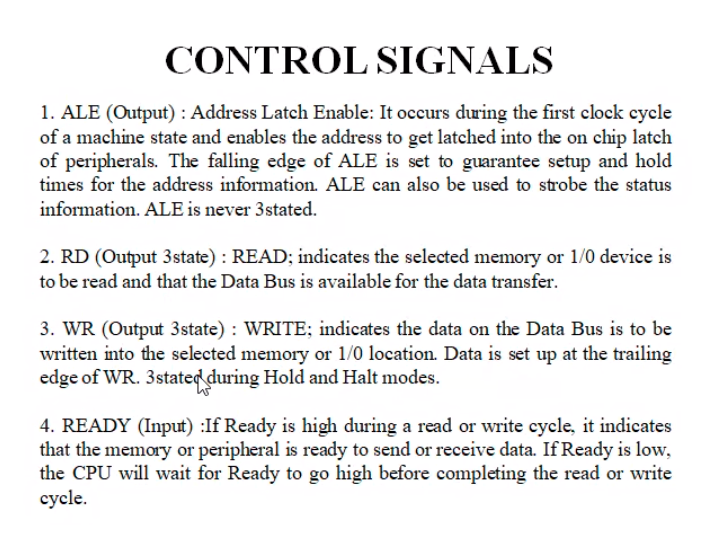 CONTROL SIGNALS
1. ALE (Output) : Address Latch Enable: It occurs during the first clock cycle
of a machine state and enables the address to get latched into the on chip latch
of peripherals. The falling edge of ALE is set to guarantee setup and hold
times for the address information. ALE can also be used to strobe the status
information. ALE is never 3stated.
2. RD (Output 3state) : READ; indicates the selected memory or 1/0 device is
to be read and that the Data Bus is available for the data transfer.
3. WR (Output 3state) : WRITE; indicates the data on the Data Bus is to be
written into the selected memory or 1/0 location. Data is set up at the trailing
edge of WR. 3stated during Hold and Halt modes.
4. READY (Input) :If Ready is high during a read or write cycle, it indicates
that the memory or peripheral is ready to send or receive data. If Ready is low,
the CPU will wait for Ready to go high before completing the read or write
cycle.